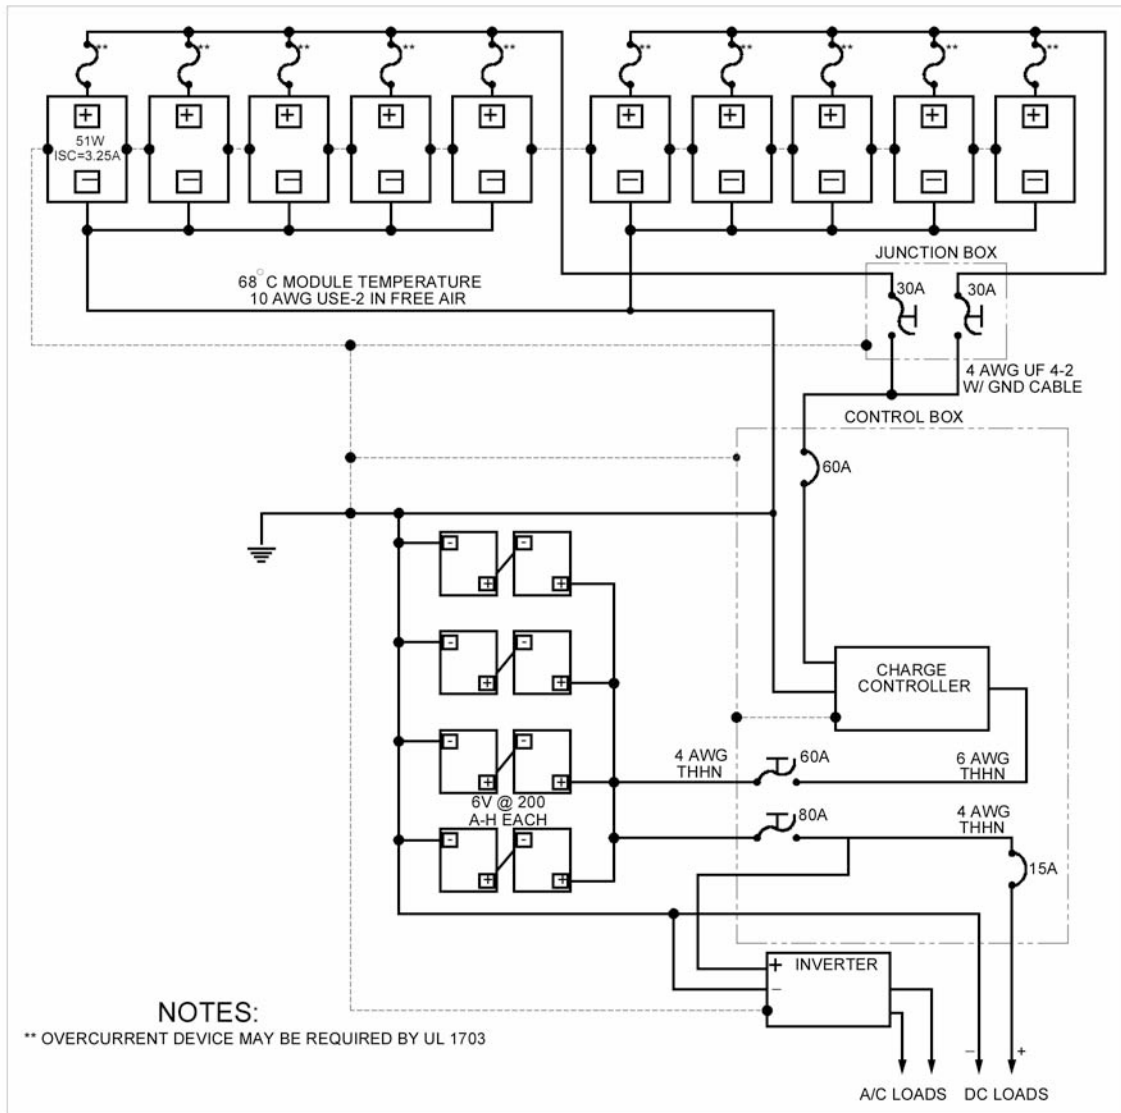 ** ** ** ** ** ** ** ** ** **
+ + + + + + + + + +
51W
ISC=3.25A
− − − − − − − − − −
JUNCTION BOX
68°C MODULE TEMPERATURE
10 AWG USE-2 IN FREE AIR
30A 30A
4 AWG UF 4-2
W/ GND CABLE
CONTROL BOX
60A
- -
+ +
- -
+ +
CHARGE
CONTROLLER
- -
+ +
4 AWG
THHN
60A
6 AWG
THHN
6V @ 200
A-H EACH
80A
4 AWG
THHN
- -
+ +
15A
+ INVERTER
−
NOTES:
** OVERCURRENT DEVICE MAY BE REQUIRED BY UL 1703
− +
A/C LOADS DC LOADS